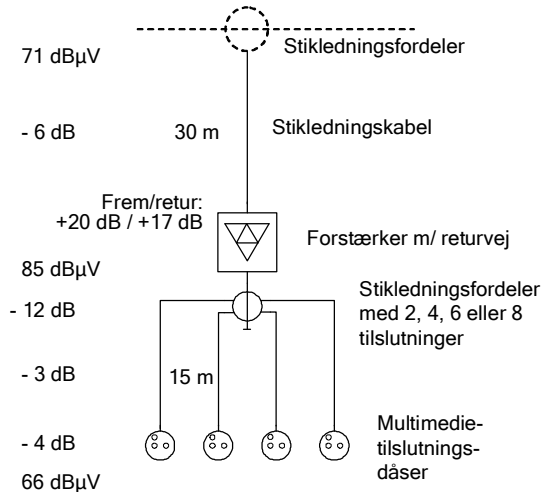 71 dBµV
Stikledningsfordeler
- 6 dB
30 m
Stikledningskabel
Frem/retur:
+20 dB / +17 dB
Forstærker m/ returvej
85 dBµV
Stikledningsfordeler
med 2, 4, 6 eller 8
tilslutninger
- 12 dB
- 3 dB
15 m
Multimedie-
tilslutnings-
dåser
- 4 dB
66 dBµV